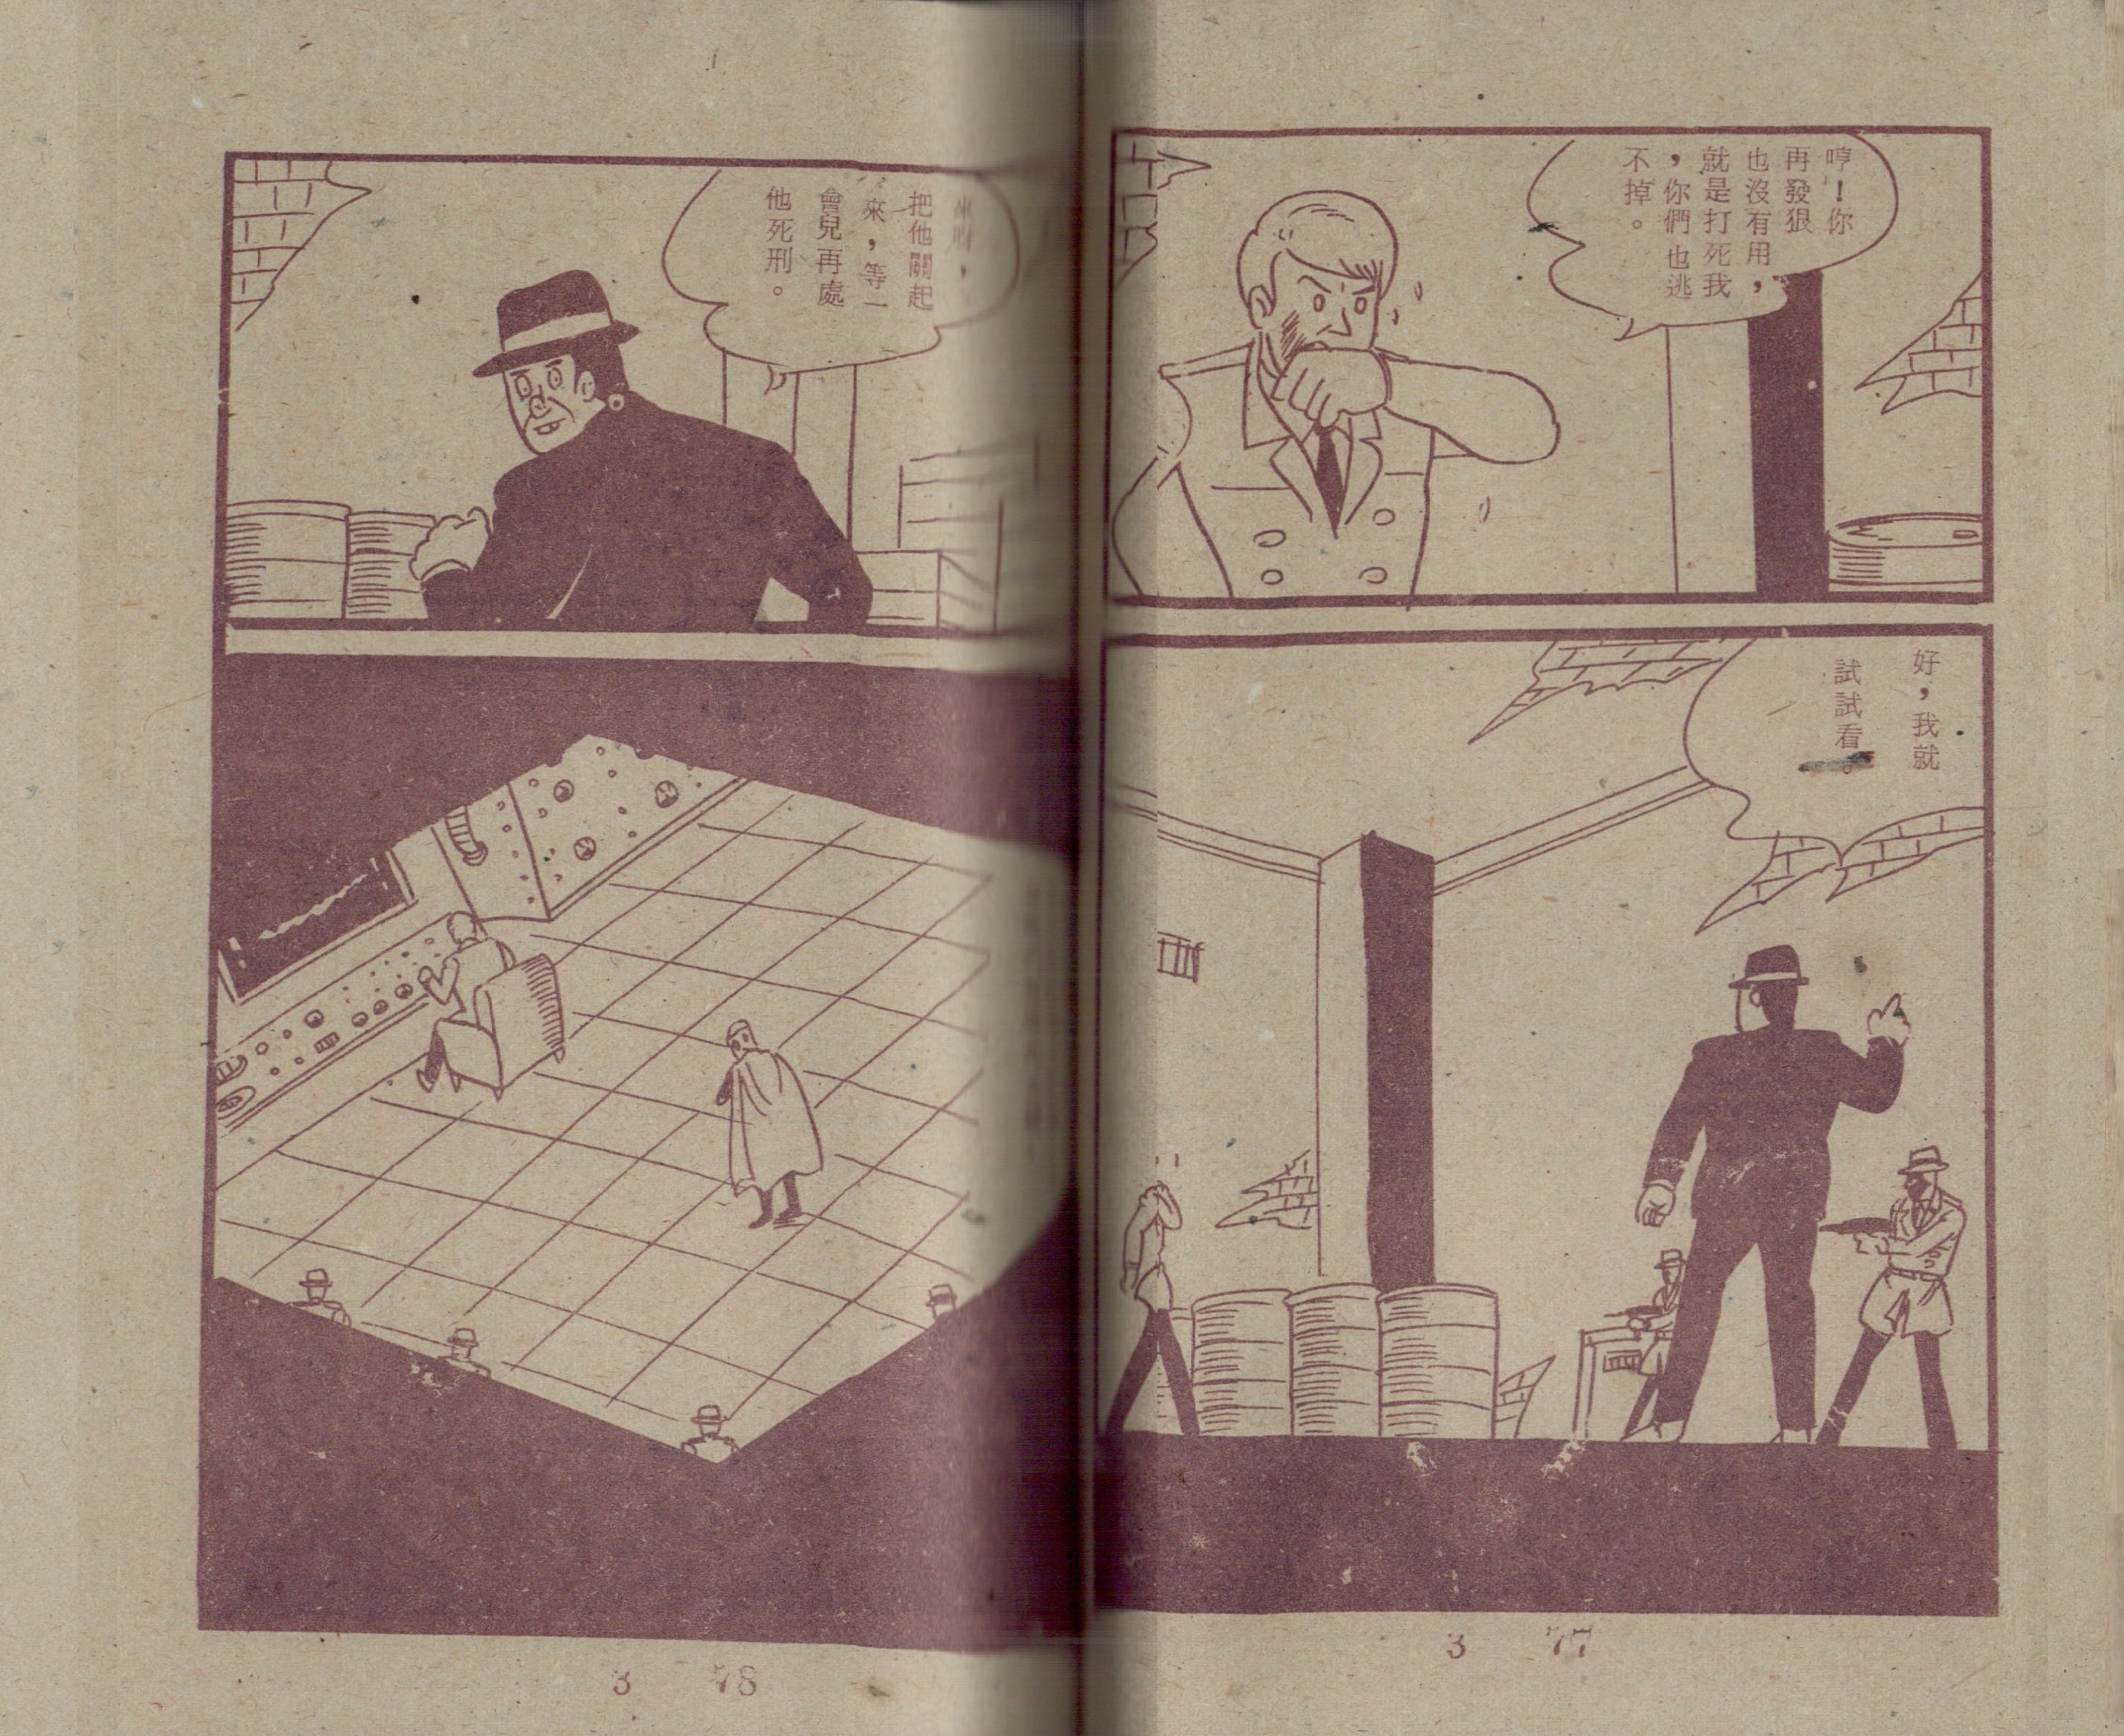 哼!你
再發狠
也沒有用,
就是打死我
,你們也逃
不掉。
好,我就
試試看。
3 77
把他關起
來,等一
會兒再處
他死刑。
3 78